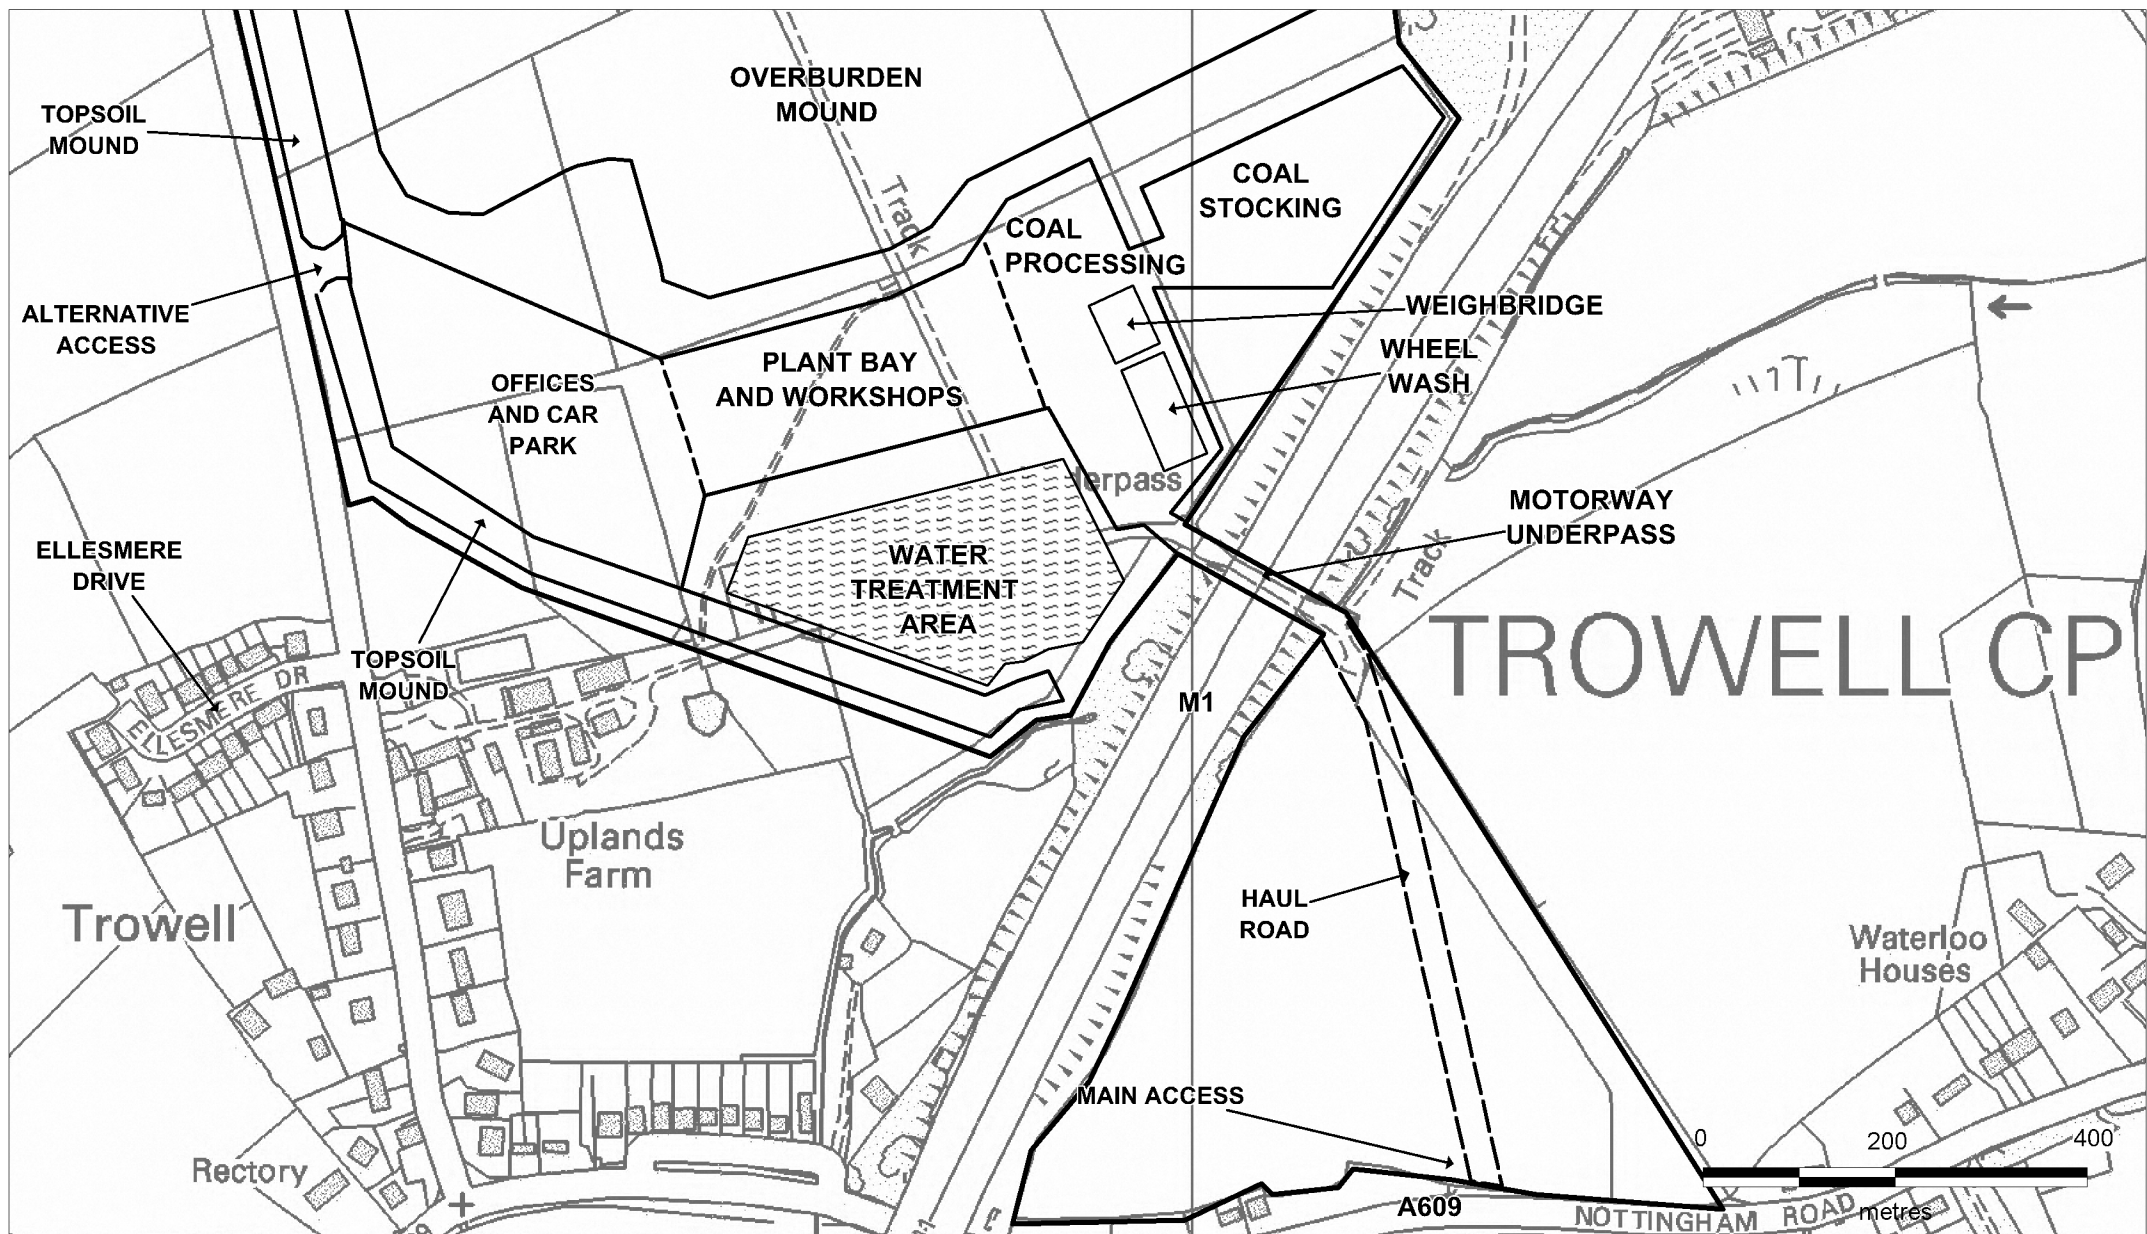 OVERBURDEN
MOUND
TOPSOIL
MOUND
Track
COAL
STOCKING
COAL
PROCESSING
ALTERNATIVE
ACCESS
WEIGHBRIDGE
WHEEL
WASH
PLANT BAY
AND WORKSHOPS
OFFICES
AND CAR
PARK
derpass
MOTORWAY
UNDERPASS
Track
WATER
TREATMENT
AREA
ELLESMERE
DRIVE
TOPSOIL
MOUND
ELLESMERE DR
TROWELL CP
M1
Uplands
Farm
Trowell
HAUL
ROAD
Waterloo
Houses
MAIN ACCESS
Rectory
0 200 400
metres
A609
NOTTINGHAM ROAD